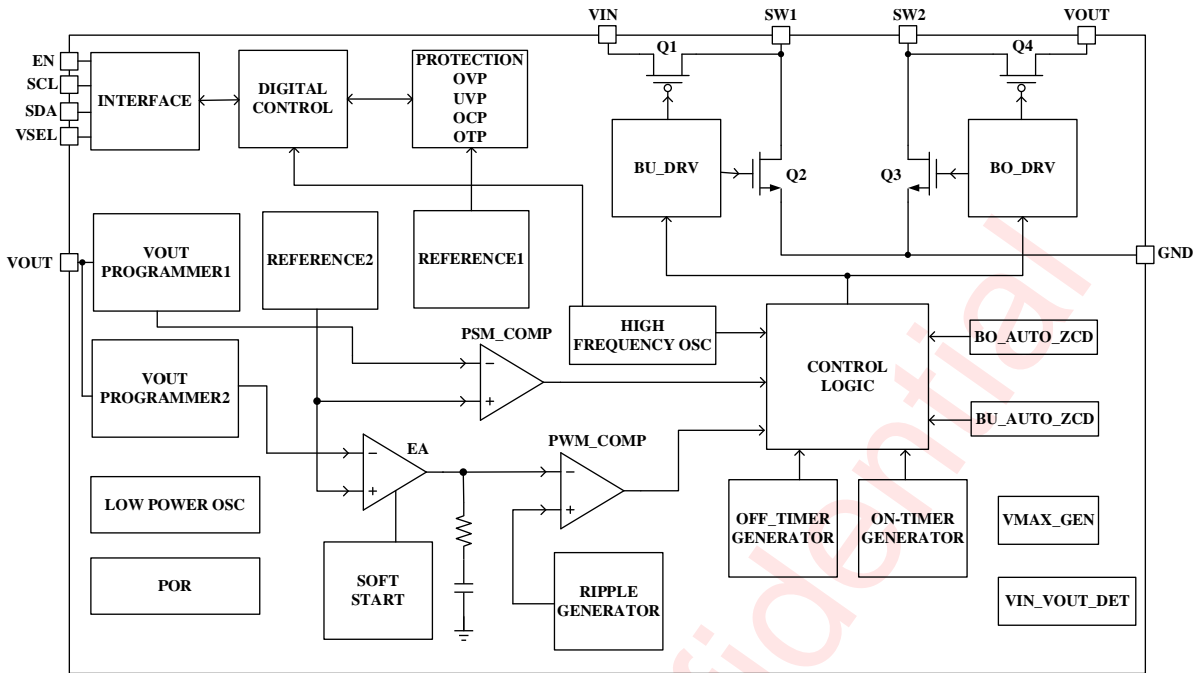 VIN
SW1
SW2
VOUT
Q1
Q4
EN
SCL
SDA
VSEL
INTERFACE
DIGITAL
CONTROL
PROTECTION
OVP
UVP
OCP
OTP
BU_DRV
Q2
Q3
BO_DRV
VOUT
VOUT
PROGRAMMER1
REFERENCE2
REFERENCE1
GND
HIGH
FREQUENCY OSC
PSM_COMP
−
+
CONTROL
LOGIC
BO_AUTO_ZCD
BU_AUTO_ZCD
VOUT
PROGRAMMER2
EA
−
+
PWM_COMP
−
+
LOW POWER OSC
POR
SOFT
START
RIPPLE
GENERATOR
OFF_TIMER
GENERATOR
ON-TIMER
GENERATOR
VMAX_GEN
VIN_VOUT_DET
fidential